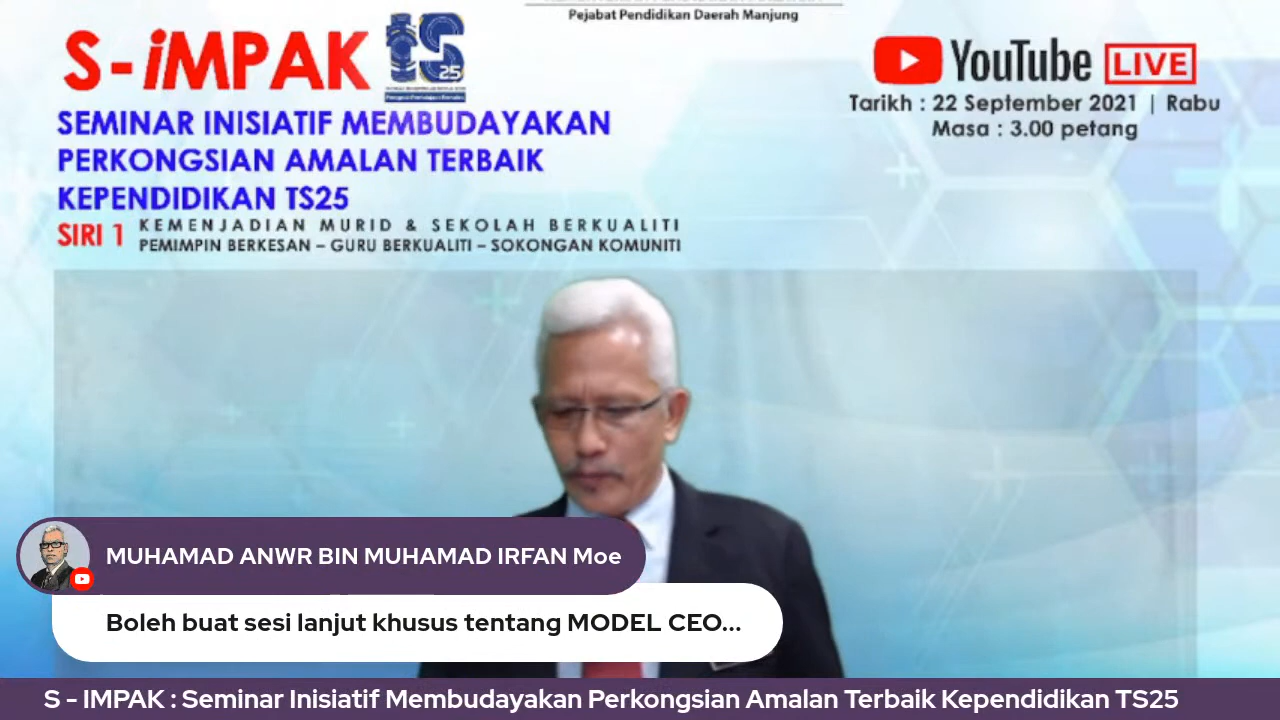 Pejabat Pendidikan Daerah Manjung
S-iMPAK tS 25
YouTube LIVE
Tarikh : 22 September 2021 | Rabu
Masa : 3.00 petang
SEMINAR INISIATIF MEMBUDAYAKAN
PERKONGSIAN AMALAN TERBAIK
KEPENDIDIKAN TS25
SIRI 1
KEMENJADIAN MURID & SEKOLAH BERKUALITI
PEMIMPIN BERKESAN – GURU BERKUALITI – SOKONGAN KOMUNITI
MUHAMAD ANWR BIN MUHAMAD IRFAN Moe
Boleh buat sesi lanjut khusus tentang MODEL CEO...
S - IMPAK : Seminar Inisiatif Membudayakan Perkongsian Amalan Terbaik Kependidikan TS25